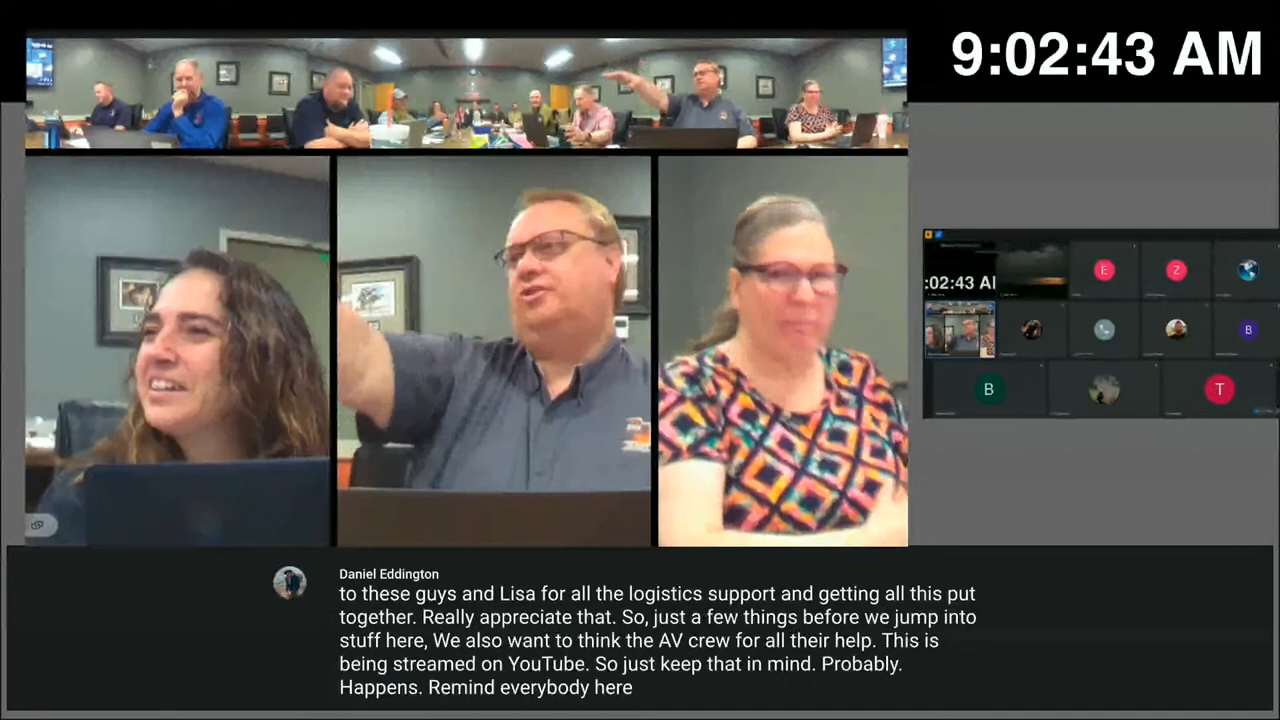 9:02:43 AM
:02:43 AI
E
Z
B
B
T
Daniel Eddington
to these guys and Lisa for all the logistics support and getting all this put
together. Really appreciate that. So, just a few things before we jump into
stuff here, We also want to think the AV crew for all their help. This is
being streamed on YouTube. So just keep that in mind. Probably.
Happens. Remind everybody here